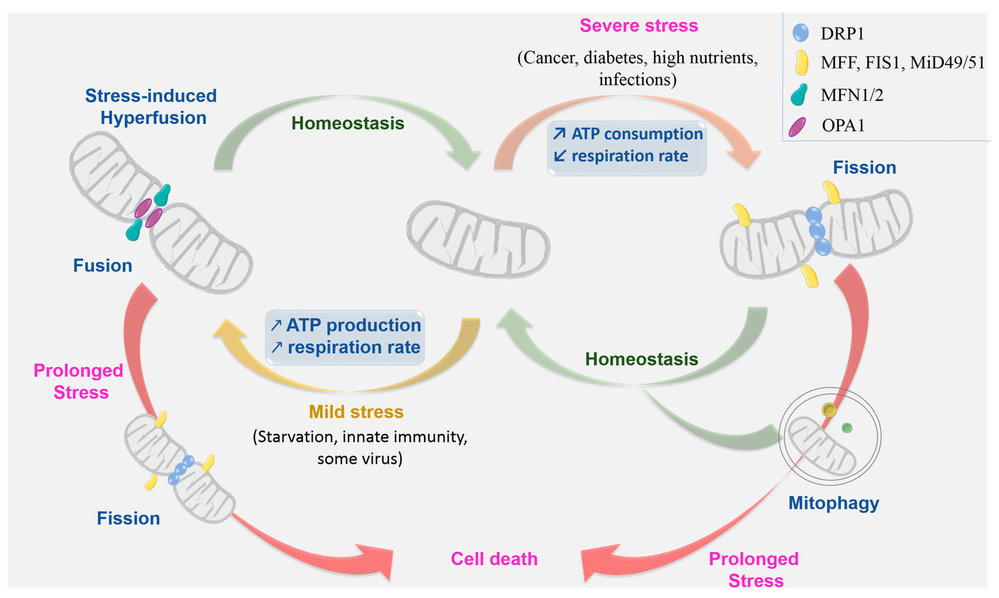 Severe stress
(Cancer, diabetes, high nutrients,
infections)
DRP1
MFF, FIS1, MiD49/51
MFN1/2
OPA1
Stress-induced
Hyperfusion
Homeostasis
↗ ATP consumption
↙ respiration rate
Fission
Fusion
↗ ATP production
↗ respiration rate
Homeostasis
Prolonged
Stress
Mild stress
(Starvation, innate immunity,
some virus)
Mitophagy
Fission
Cell death
Prolonged
Stress